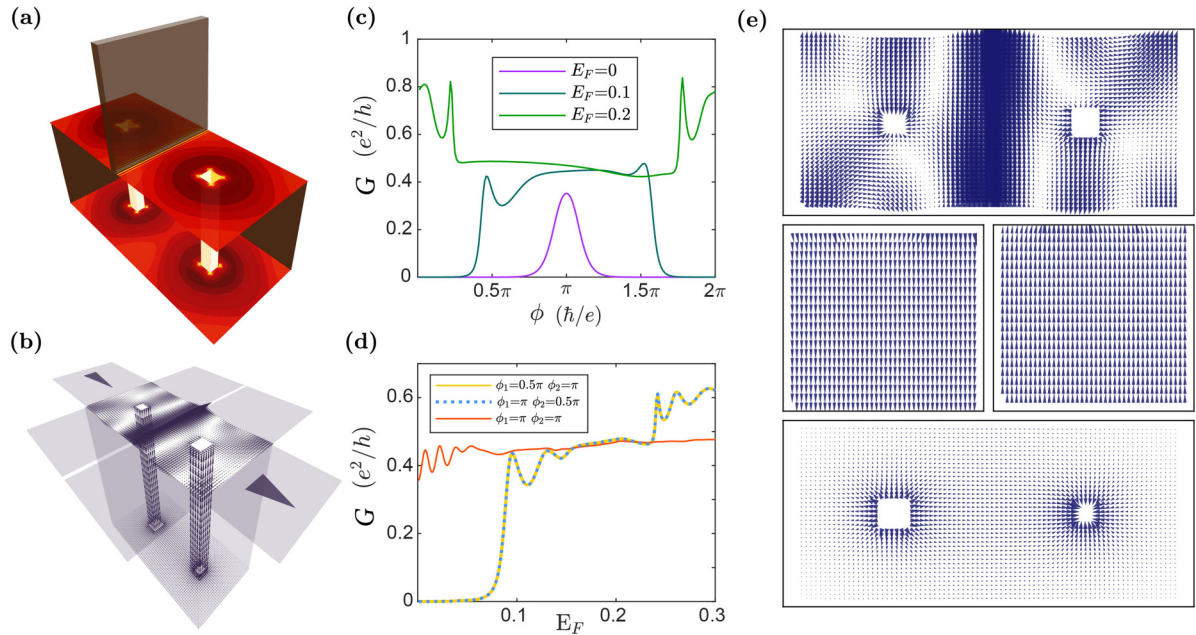 (a)
(b)
(c)
G (e²/h)
1
0.8
0.6
0.4
0.2
0
E_F=0
E_F=0.1
E_F=0.2
0.5π π 1.5π 2π
ϕ (ħ/e)
(d)
G (e²/h)
0.6
0.4
0.2
0
ϕ₁=0.5π ϕ₂=π
ϕ₁=π ϕ₂=0.5π
ϕ₁=π ϕ₂=π
0.1 0.2 0.3
E_F
(e)